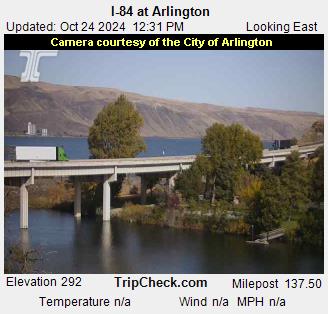 I-84 at Arlington
Updated: Oct 24 2024 12:31 PM Looking East
Camera courtesy of the City of Arlington
Elevation 292 TripCheck.com Milepost 137.50
Temperature n/a Wind n/a MPH n/a